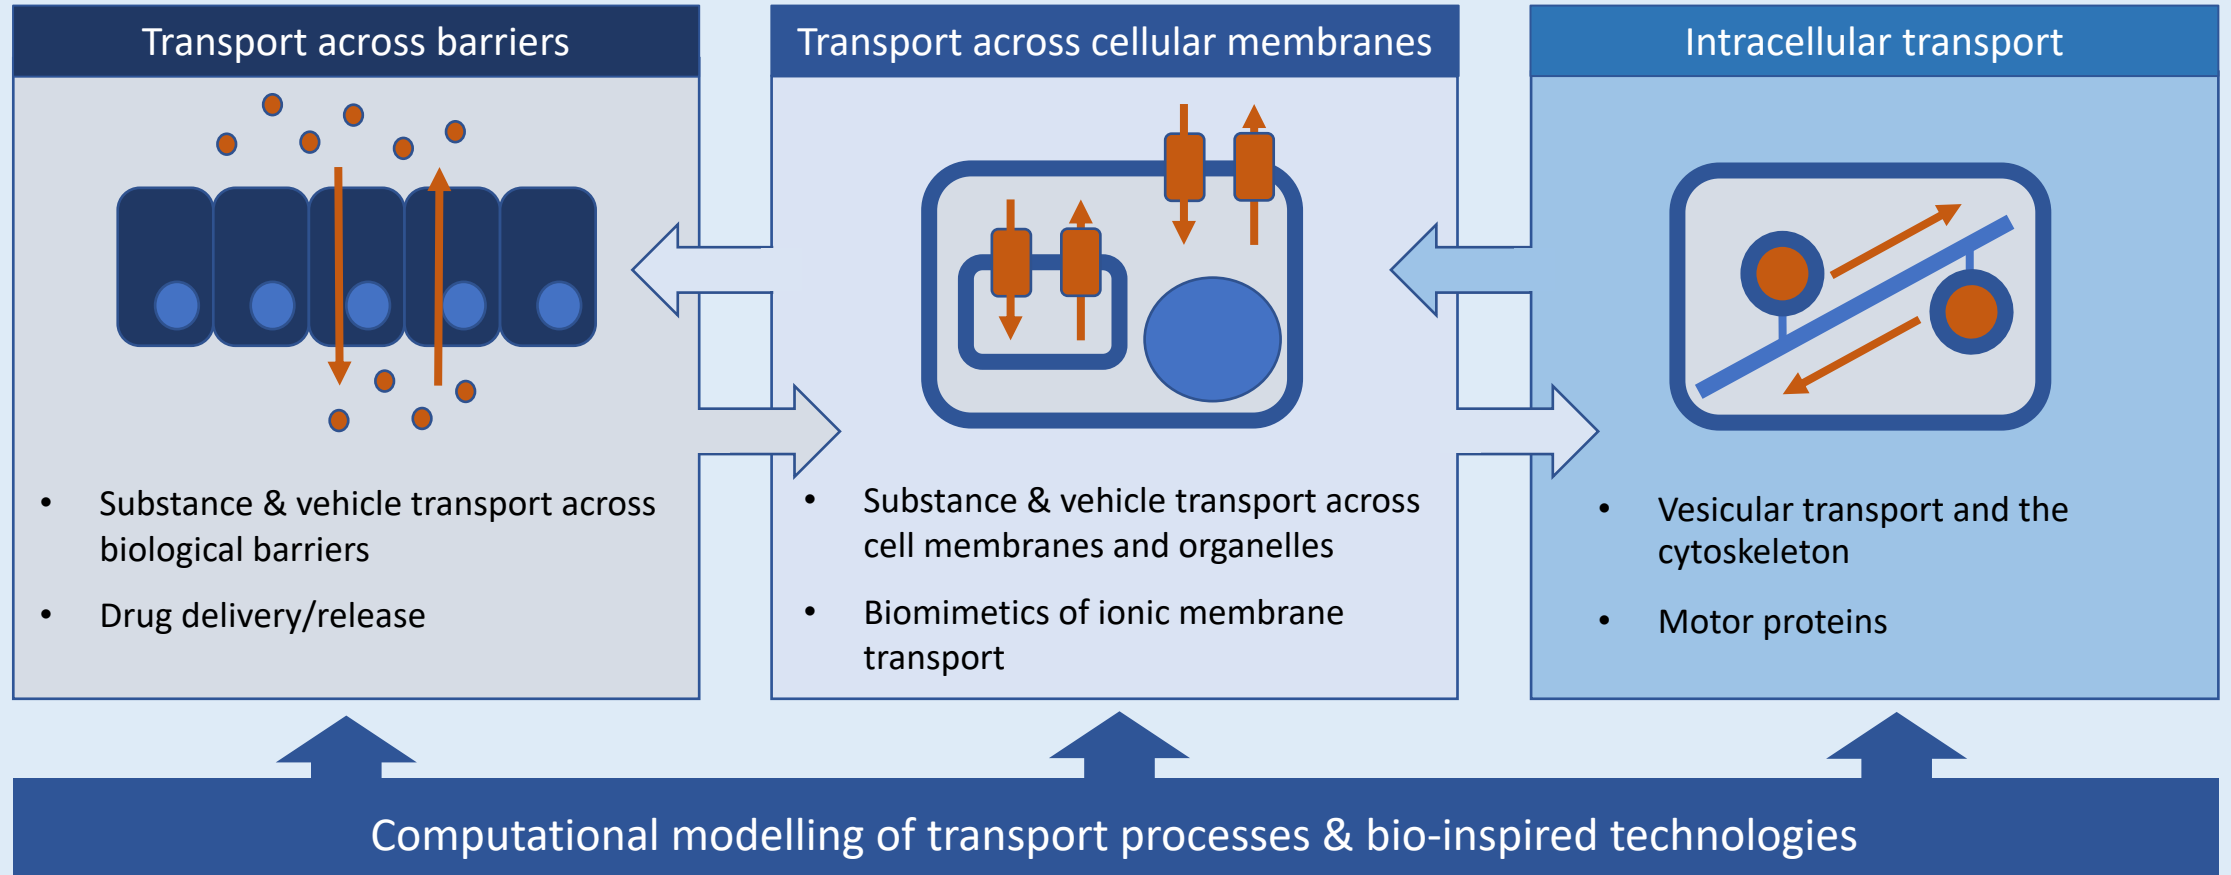 Transport across barriers
• Substance & vehicle transport across
biological barriers
• Drug delivery/release
Transport across cellular membranes
• Substance & vehicle transport across
cell membranes and organelles
• Biomimetics of ionic membrane
transport
Intracellular transport
• Vesicular transport and the
cytoskeleton
• Motor proteins
Computational modelling of transport processes & bio-inspired technologies